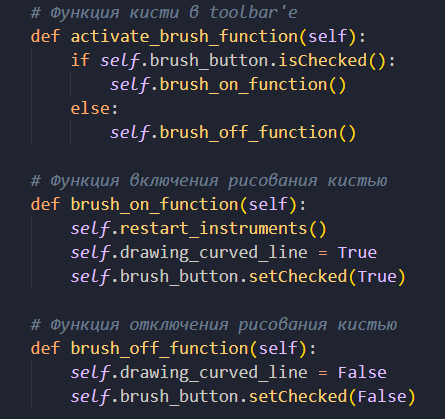 # Функция кисти в toolbar'е
def activate_brush_function(self):
    if self.brush_button.isChecked():
        self.brush_on_function()
    else:
        self.brush_off_function()

# Функция включения рисования кистью
def brush_on_function(self):
    self.restart_instruments()
    self.drawing_curved_line = True
    self.brush_button.setChecked(True)

# Функция отключения рисования кистью
def brush_off_function(self):
    self.drawing_curved_line = False
    self.brush_button.setChecked(False)